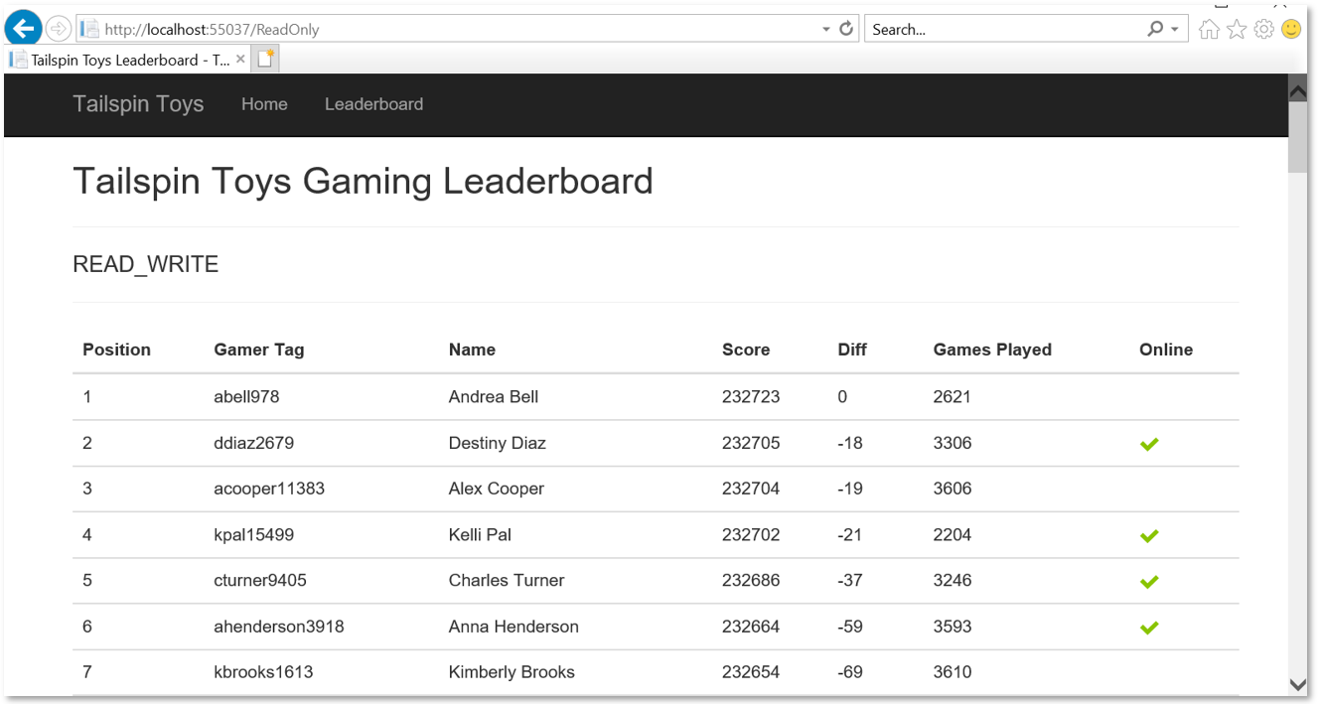 http://localhost:55037/ReadOnly
Search...
Tailspin Toys Leaderboard - T...
Tailspin Toys Home Leaderboard
Tailspin Toys Gaming Leaderboard
READ_WRITE
Position Gamer Tag Name Score Diff Games Played Online
1 abell978 Andrea Bell 232723 0 2621
2 ddiaz2679 Destiny Diaz 232705 -18 3306
3 acooper11383 Alex Cooper 232704 -19 3606
4 kpal15499 Kelli Pal 232702 -21 2204
5 cturner9405 Charles Turner 232686 -37 3246
6 ahenderson3918 Anna Henderson 232664 -59 3593
7 kbrooks1613 Kimberly Brooks 232654 -69 3610